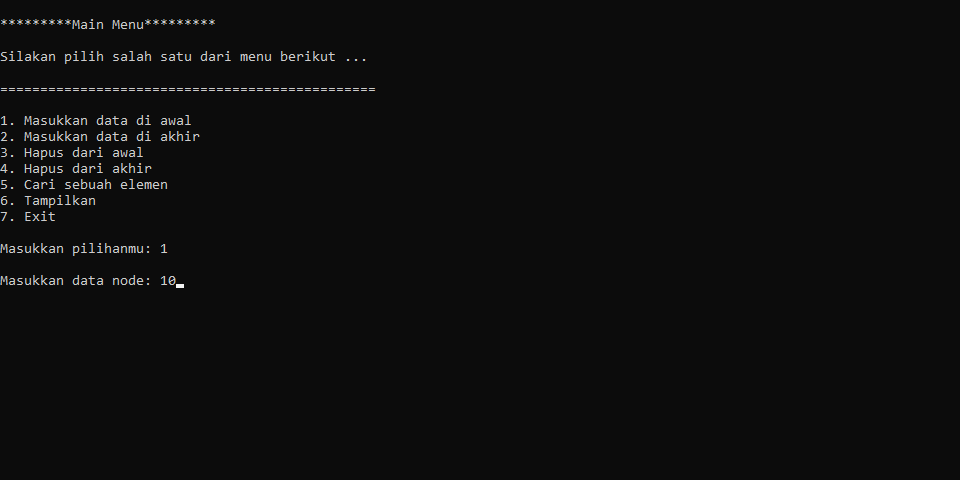 *********Main Menu*********
Silakan pilih salah satu dari menu berikut ...
===============================================
1. Masukkan data di awal
2. Masukkan data di akhir
3. Hapus dari awal
4. Hapus dari akhir
5. Cari sebuah elemen
6. Tampilkan
7. Exit
Masukkan pilihanmu: 1
Masukkan data node: 10